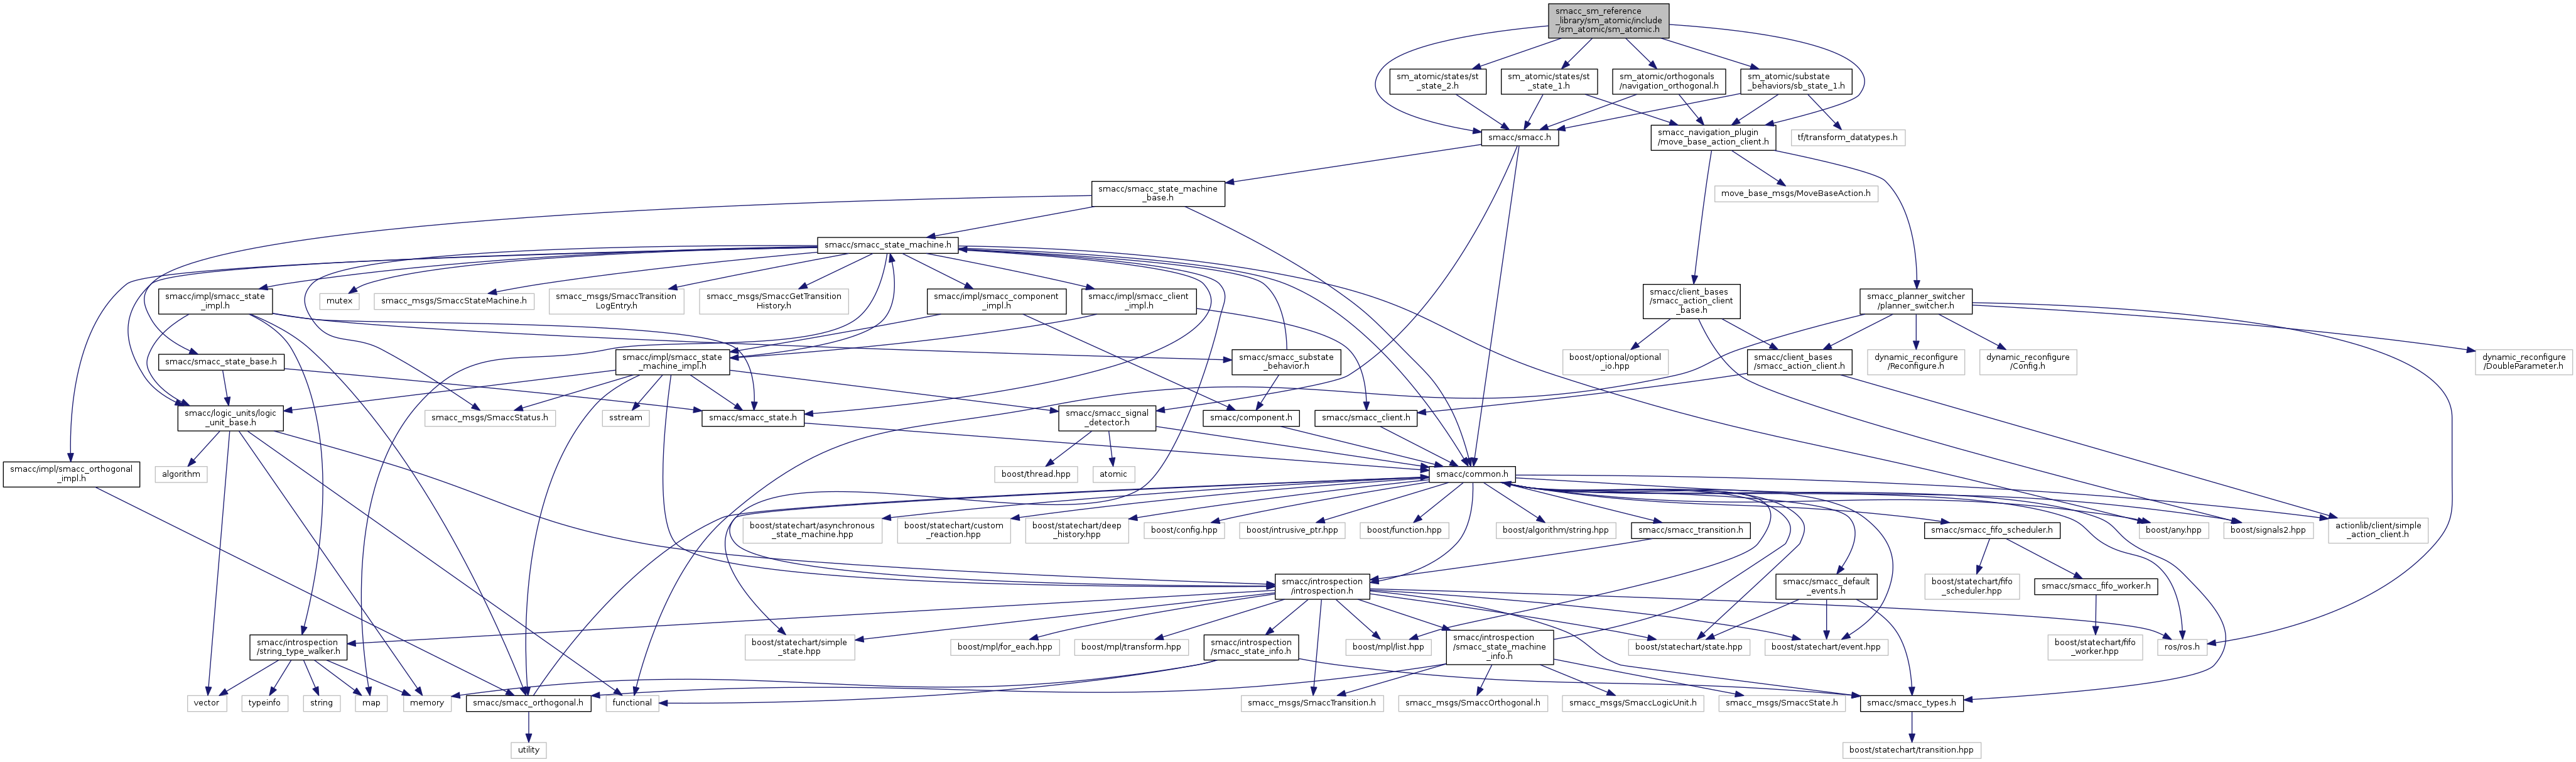 smacc_sm_reference
_library/sm_atomic/include
/sm_atomic/sm_atomic.h
sm_atomic/states/st
_state_2.h
sm_atomic/states/st
_state_1.h
sm_atomic/orthogonals
/navigation_orthogonal.h
sm_atomic/substate
_behaviors/sb_state_1.h
smacc/smacc.h
smacc_navigation_plugin
/move_base_action_client.h
tf/transform_datatypes.h
smacc/smacc_state_machine
_base.h
move_base_msgs/MoveBaseAction.h
smacc/smacc_state_machine.h
smacc/impl/smacc_state
_impl.h
mutex
smacc_msgs/SmaccStateMachine.h
smacc_msgs/SmaccTransition
LogEntry.h
smacc_msgs/SmaccGetTransition
History.h
smacc/impl/smacc_component
_impl.h
smacc/impl/smacc_client
_impl.h
smacc/client_bases
/smacc_action_client
_base.h
smacc_planner_switcher
/planner_switcher.h
smacc/smacc_state_base.h
smacc/impl/smacc_state
_machine_impl.h
smacc/smacc_substate
_behavior.h
boost/optional/optional
_io.hpp
smacc/client_bases
/smacc_action_client.h
dynamic_reconfigure
/Reconfigure.h
dynamic_reconfigure
/Config.h
dynamic_reconfigure
/DoubleParameter.h
smacc/logic_units/logic
_unit_base.h
smacc_msgs/SmaccStatus.h
sstream
smacc/smacc_state.h
smacc/smacc_signal
_detector.h
smacc/component.h
smacc/smacc_client.h
smacc/impl/smacc_orthogonal
_impl.h
algorithm
boost/thread.hpp
atomic
smacc/common.h
boost/statechart/asynchronous
_state_machine.hpp
boost/statechart/custom
_reaction.hpp
boost/statechart/deep
_history.hpp
boost/config.hpp
boost/intrusive_ptr.hpp
boost/function.hpp
boost/algorithm/string.hpp
smacc/smacc_transition.h
smacc/smacc_fifo_scheduler.h
boost/any.hpp
boost/signals2.hpp
actionlib/client/simple
_action_client.h
smacc/introspection
/introspection.h
smacc/smacc_default
_events.h
boost/statechart/fifo
_scheduler.hpp
smacc/smacc_fifo_worker.h
smacc/introspection
/string_type_walker.h
boost/statechart/simple
_state.hpp
boost/mpl/for_each.hpp
boost/mpl/transform.hpp
smacc/introspection
/smacc_state_info.h
boost/mpl/list.hpp
smacc/introspection
/smacc_state_machine
_info.h
boost/statechart/state.hpp
boost/statechart/event.hpp
boost/statechart/fifo
_worker.hpp
ros/ros.h
vector
typeinfo
string
map
memory
smacc/smacc_orthogonal.h
functional
smacc_msgs/SmaccTransition.h
smacc_msgs/SmaccOrthogonal.h
smacc_msgs/SmaccLogicUnit.h
smacc_msgs/SmaccState.h
smacc/smacc_types.h
utility
boost/statechart/transition.hpp